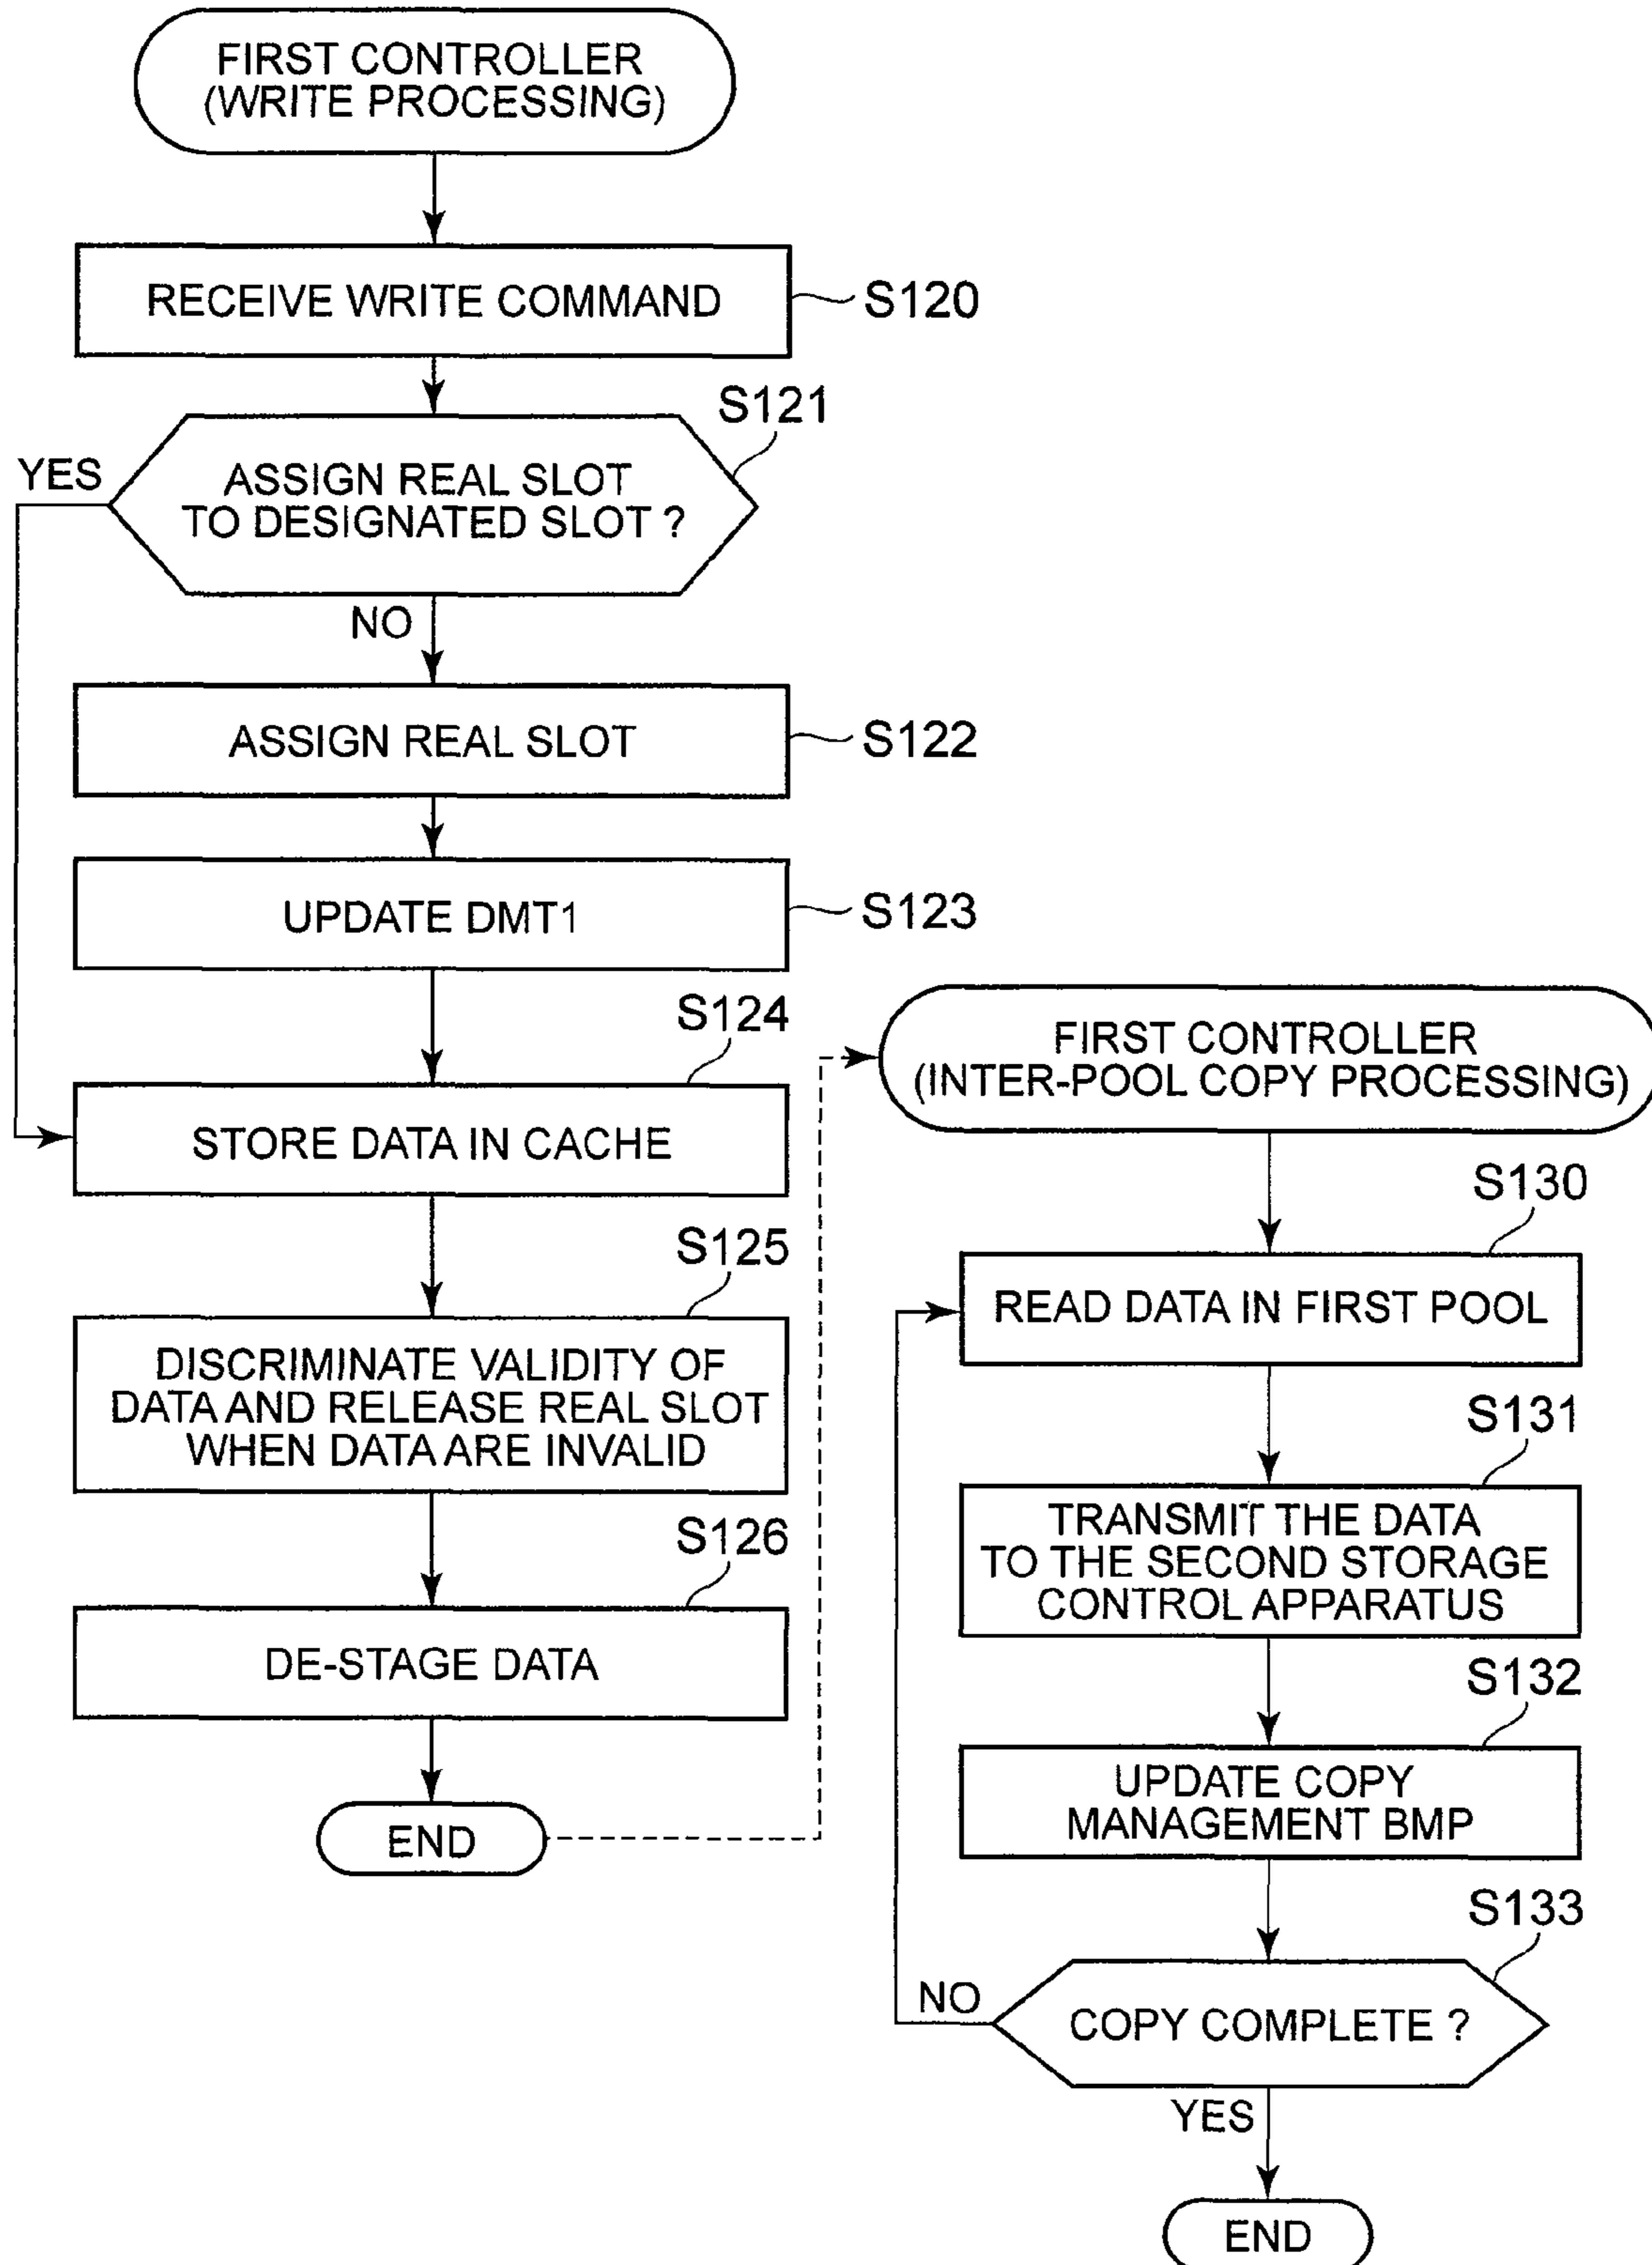 FIRST CONTROLLER
(WRITE PROCESSING)
RECEIVE WRITE COMMAND
S120
S121
YES
ASSIGN REAL SLOT
TO DESIGNATED SLOT ?
NO
ASSIGN REAL SLOT
S122
UPDATE DMT1
S123
S124
STORE DATA IN CACHE
S125
DISCRIMINATE VALIDITY OF
DATA AND RELEASE REAL SLOT
WHEN DATA ARE INVALID
S126
DE-STAGE DATA
END
FIRST CONTROLLER
(INTER-POOL COPY PROCESSING)
S130
READ DATA IN FIRST POOL
S131
TRANSMIT THE DATA
TO THE SECOND STORAGE
CONTROL APPARATUS
S132
UPDATE COPY
MANAGEMENT BMP
S133
NO
COPY COMPLETE ?
YES
END